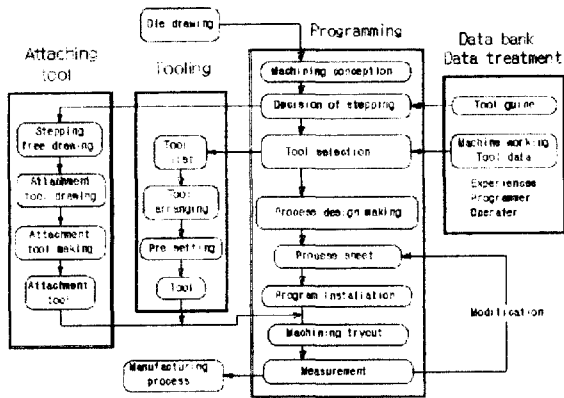 Die drawing
Programming
Attaching
tool
Tooling
Data bank
Data treatment
Machining conception
Decision of stepping
Tool guide
Stepping
free drawing
Tool
list
Tool selection
Machine working
Tool data
Experiences
Programmer
Operater
Attachment
tool drawing
Tool
arranging
Process design making
Attachment
tool making
Pre setting
Process sheet
Attachment
tool
Tool
Program installation
Modification
Machining tryout
Manufacturing
process
Measurement